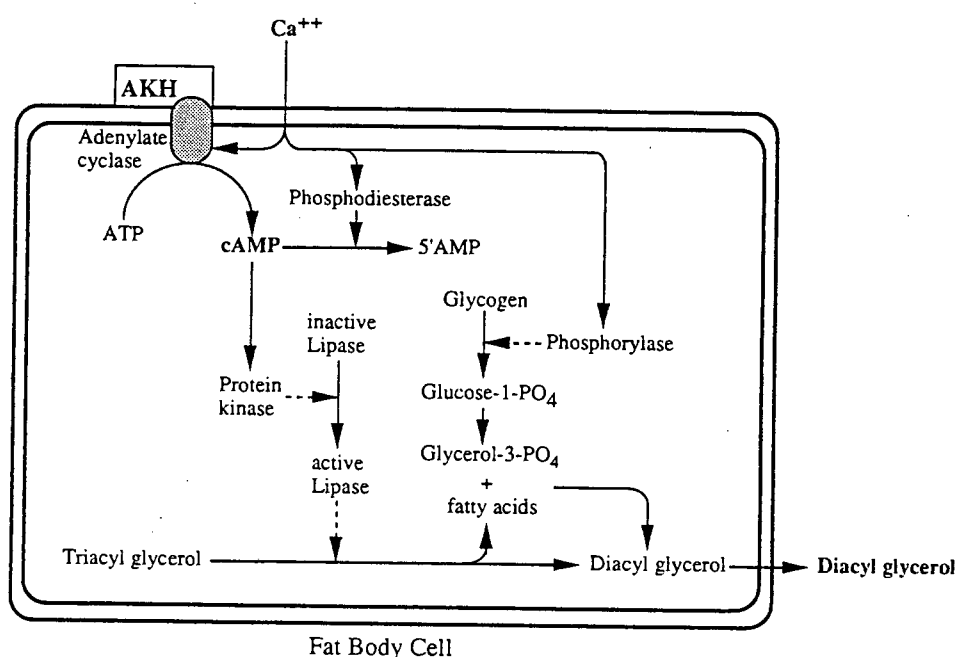 Ca++
AKH
Adenylate
cyclase
Phosphodiesterase
ATP
cAMP
5'AMP
Glycogen
inactive
Lipase
Phosphorylase
Protein
kinase
Glucose-1-PO4
Glycerol-3-PO4
active
Lipase
+
fatty acids
Triacyl glycerol
Diacyl glycerol
Diacyl glycerol
Fat Body Cell